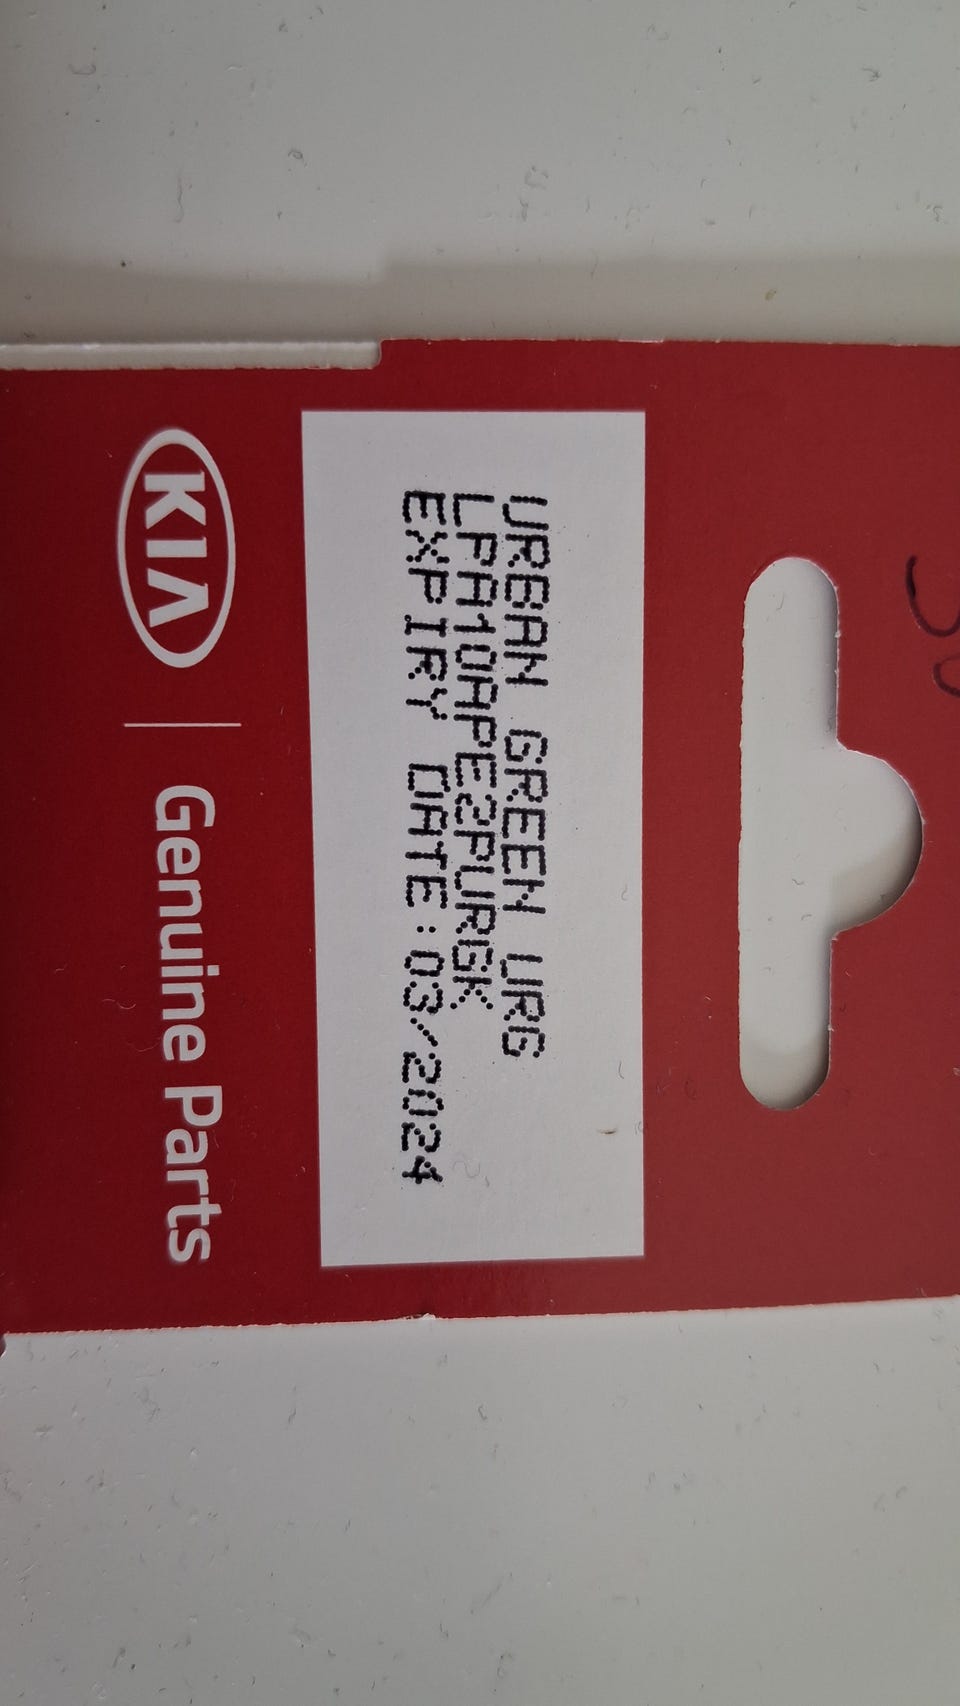 URBAN GREEN URG
LPA10APE2PURGK
EXPIRY DATE:03/2024
KIA | Genuine Parts